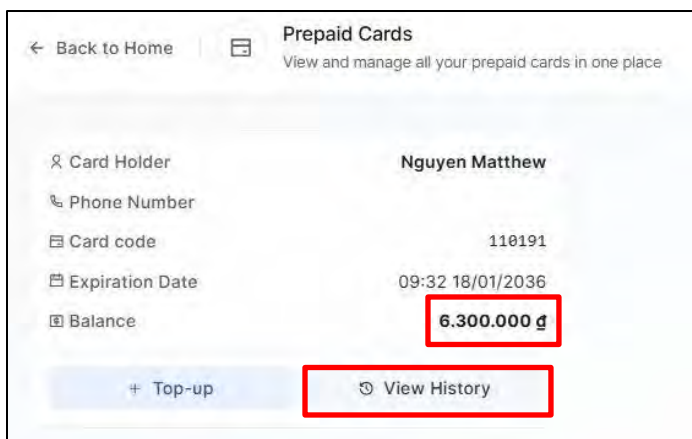 ← Back to Home
Prepaid Cards
View and manage all your prepaid cards in one place
Card Holder Nguyen Matthew
Phone Number
Card code 110191
Expiration Date 09:32 18/01/2036
Balance 6.300.000 ₫
+ Top-up View History